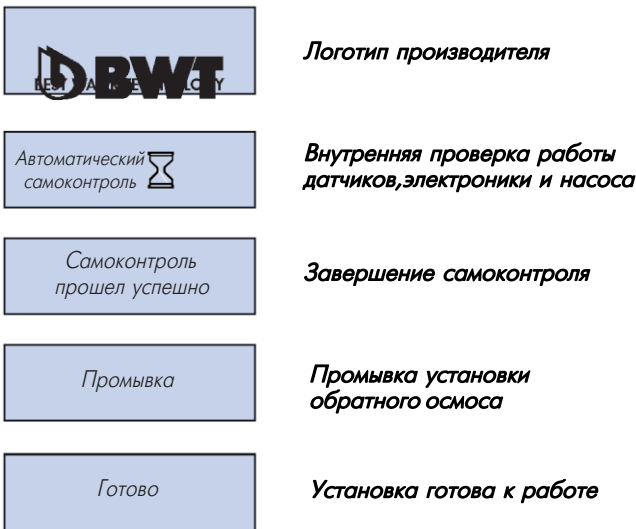 BWT
Логотип производителя
Автоматический
самоконтроль
Внутренняя проверка работы
датчиков,электроники и насоса
Самоконтроль
прошел успешно
Завершение самоконтроля
Промывка
Промывка установки
обратного осмоса
Готово
Установка готова к работе